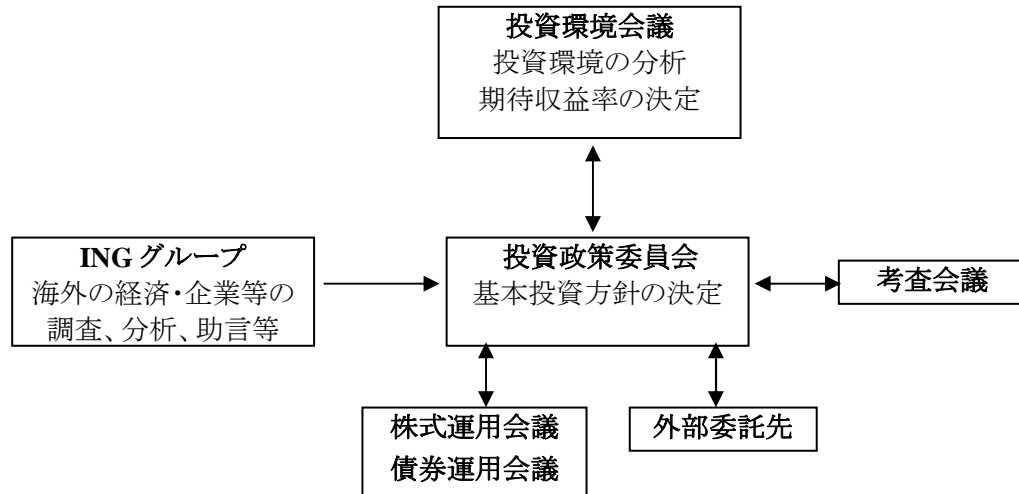 投資環境会議
投資環境の分析
期待収益率の決定
INGグループ
海外の経済・企業等の
調査、分析、助言等
投資政策委員会
基本投資方針の決定
考査会議
株式運用会議
債券運用会議
外部委託先